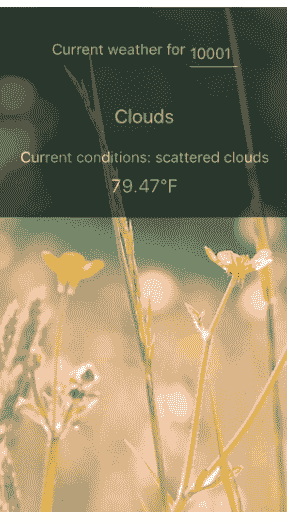 Current weather for 10001
Clouds
Current conditions: scattered clouds
79.47°F